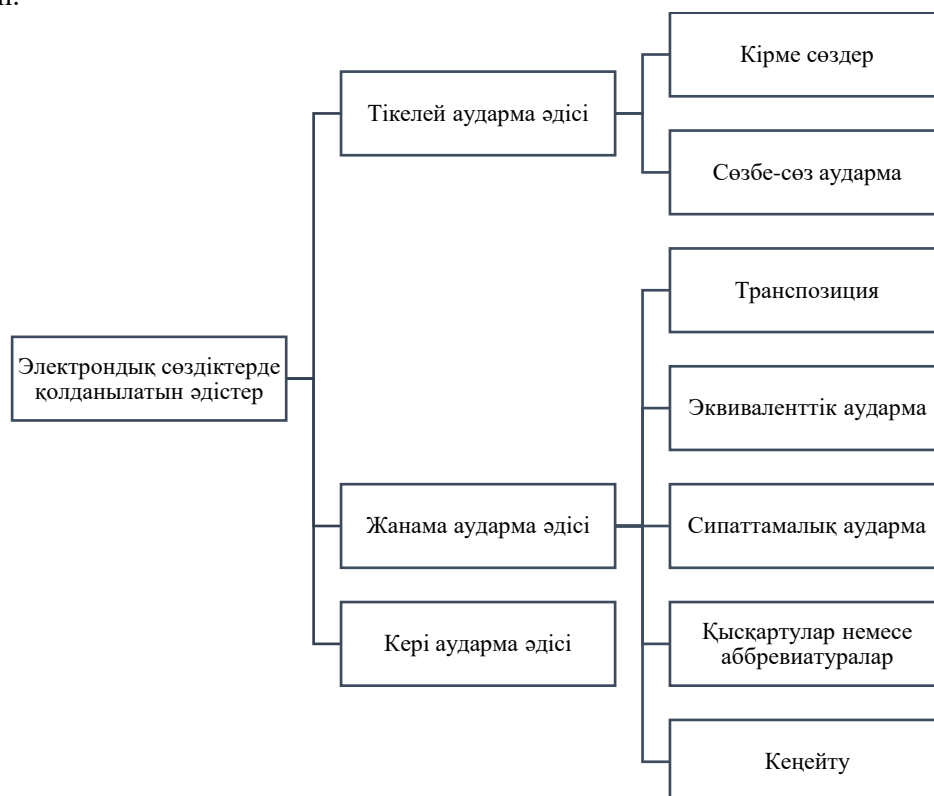 Кірме сөздер
Тікелей аударма әдісі
Сөзбе-сөз аударма
Транспозиция
Электрондық сөздіктерде
қолданылатын әдістер
Эквиваленттік аударма
Жанама аударма әдісі
Сипаттамалық аударма
Кері аударма әдісі
Қысқартулар немесе
аббревиатуралар
Кеңейту